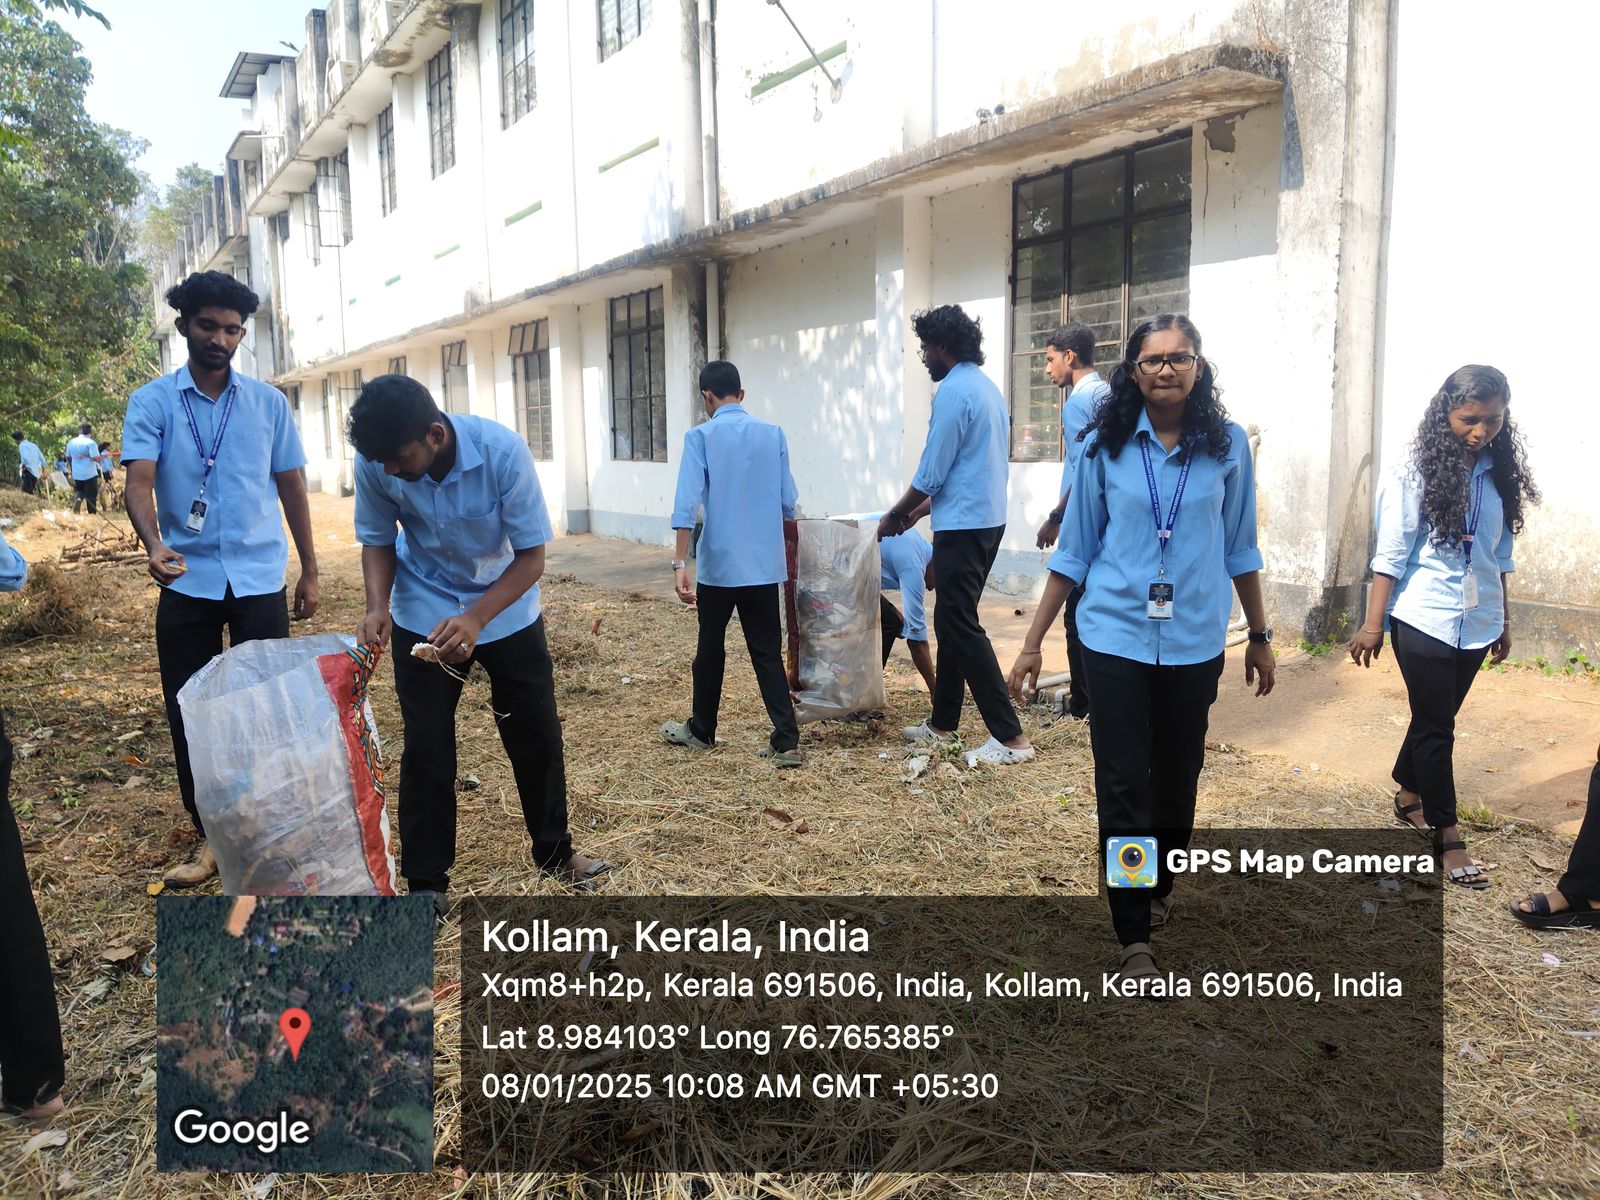 GPS Map Camera
Kollam, Kerala, India
Xqm8+h2p, Kerala 691506, India, Kollam, Kerala 691506, India
Lat 8.984103° Long 76.765385°
08/01/2025 10:08 AM GMT +05:30
Google